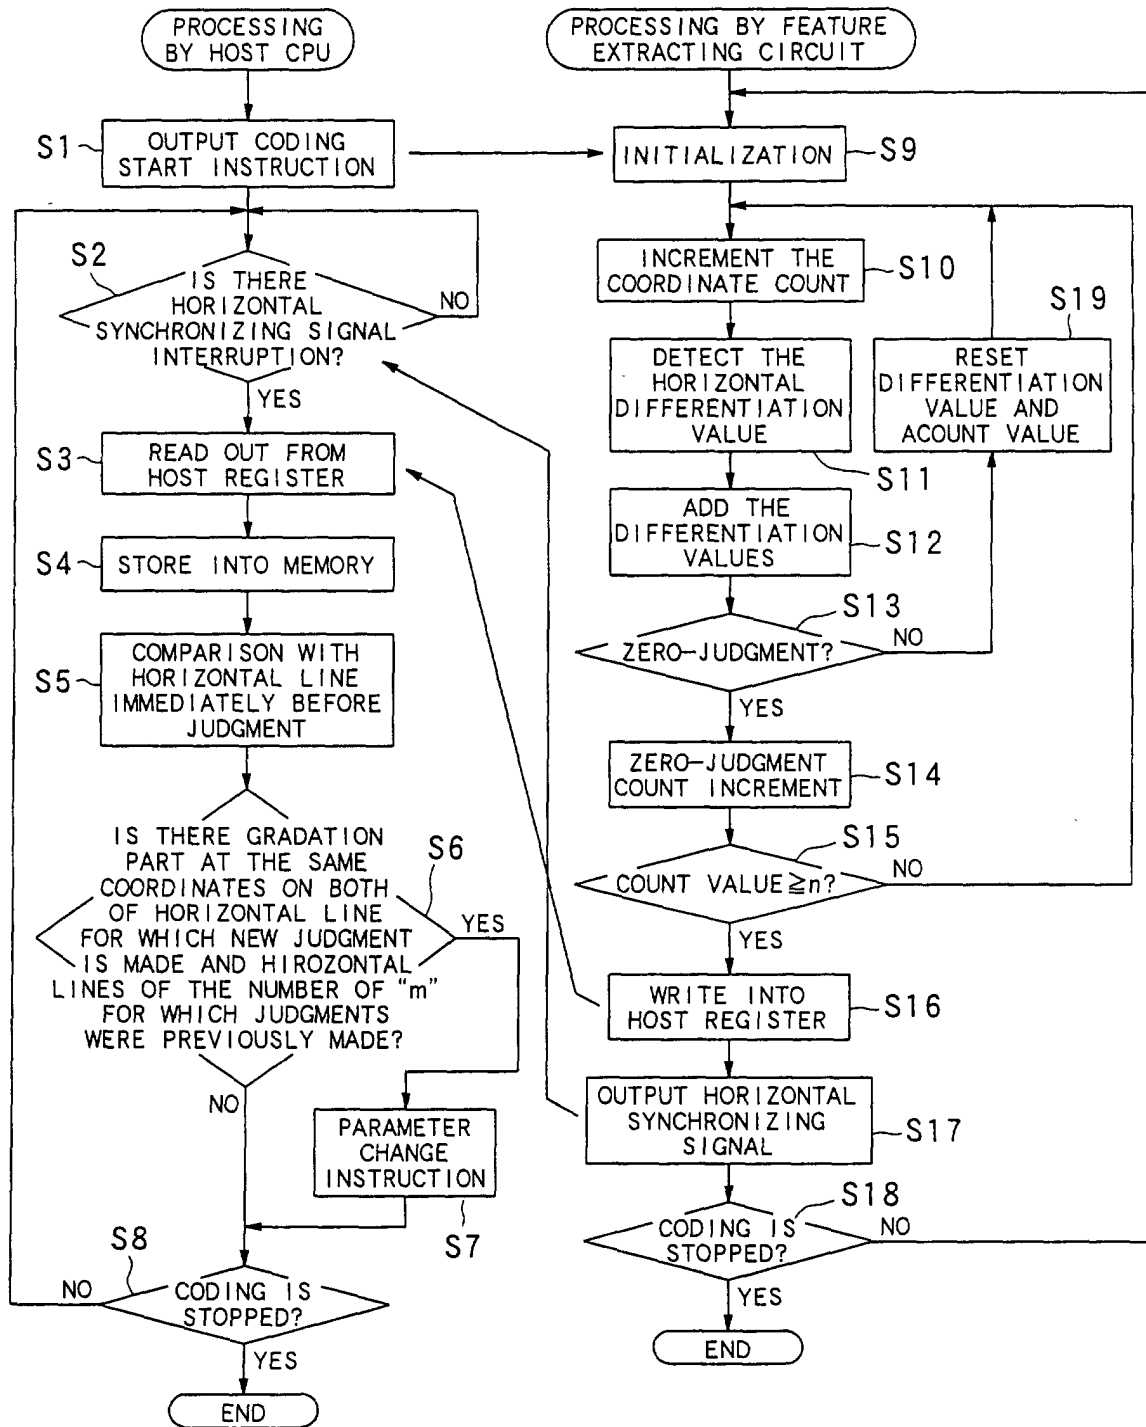 PROCESSING
BY HOST CPU
S1
OUTPUT CODING
START INSTRUCTION
S2
IS THERE
HORIZONTAL
SYNCHRONIZING SIGNAL
INTERRUPTION?
NO
YES
S3
READ OUT FROM
HOST REGISTER
S4
STORE INTO MEMORY
S5
COMPARISON WITH
HORIZONTAL LINE
IMMEDIATELY BEFORE
JUDGMENT
IS THERE GRADATION
PART AT THE SAME
COORDINATES ON BOTH
OF HORIZONTAL LINE
FOR WHICH NEW JUDGMENT
IS MADE AND HIROZONTAL
LINES OF THE NUMBER OF "m"
FOR WHICH JUDGMENTS
WERE PREVIOUSLY MADE?
S6
YES
NO
PARAMETER
CHANGE
INSTRUCTION
S7
S8
NO
CODING IS
STOPPED?
YES
END
PROCESSING BY FEATURE
EXTRACTING CIRCUIT
INITIALIZATION
S9
INCREMENT THE
COORDINATE COUNT
S10
DETECT THE
HORIZONTAL
DIFFERENTIATION
VALUE
S11
S19
RESET
DIFFERENTIATION
VALUE AND
ACOUNT VALUE
ADD THE
DIFFERENTIATION
VALUES
S12
S13
ZERO-JUDGMENT?
NO
YES
ZERO-JUDGMENT
COUNT INCREMENT
S14
S15
COUNT VALUE≧n?
NO
YES
WRITE INTO
HOST REGISTER
S16
OUTPUT HORIZONTAL
SYNCHRONIZING
SIGNAL
S17
S18
CODING IS
STOPPED?
NO
YES
END